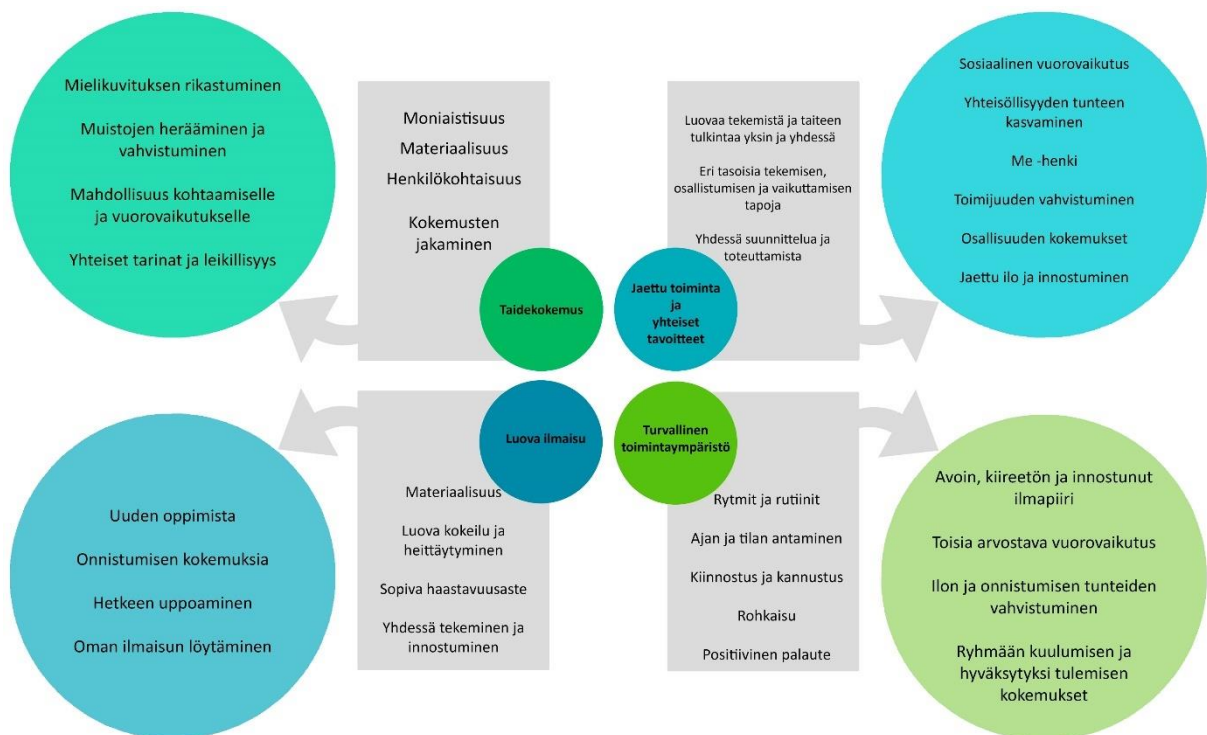 Mielikuvituksen rikastuminen
Muistojen herääminen ja
vahvistuminen
Mahdollisuus kohtaamiselle
ja vuorovaikutukselle
Yhteiset tarinat ja leikillisyys
Moniaistisuus
Materiaalisuus
Henkilökohtaisuus
Kokemusten
jakaminen
Taidekokemus
Luovaa tekemistä ja taiteen
tulkintaa yksin ja yhdessä
Eri tasoisia tekemisen,
osallistumisen ja vaikuttamisen
tapoja
Yhdessä suunnittelua ja
toteuttamista
Jaettu toiminta
ja
yhteiset
tavoitteet
Sosiaalinen vuorovaikutus
Yhteisöllisyyden tunteen
kasvaminen
Me -henki
Toimijuuden vahvistuminen
Osallisuuden kokemukset
Jaettu ilo ja innostuminen
Uuden oppimista
Onnistumisen kokemuksia
Hetkeen uppoaminen
Oman ilmaisun löytäminen
Luova ilmaisu
Materiaalisuus
Luova kokeilu ja
heittäytyminen
Sopiva haastavuusaste
Yhdessä tekeminen ja
innostuminen
Turvallinen
toimintaympäristö
Rytmit ja rutiinit
Ajan ja tilan antaminen
Kiinnostus ja kannustus
Rohkaisu
Positiivinen palaute
Avoin, kiireetön ja innostunut
ilmapiiri
Toisia arvostava vuorovaikutus
Ilon ja onnistumisen tunteiden
vahvistuminen
Ryhmään kuulumisen ja
hyväksytyksi tulemisen
kokemukset